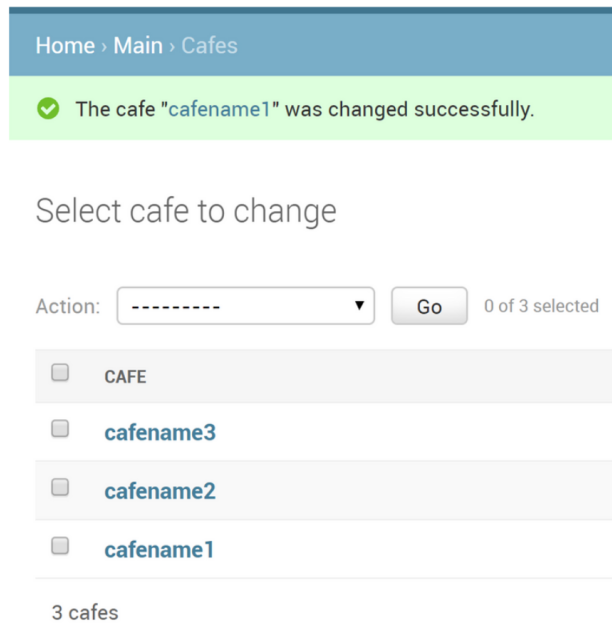 Home › Main › Cafes
The cafe "cafename1" was changed successfully.
Select cafe to change
Action: --------- Go 0 of 3 selected
CAFE
cafename3
cafename2
cafename1
3 cafes